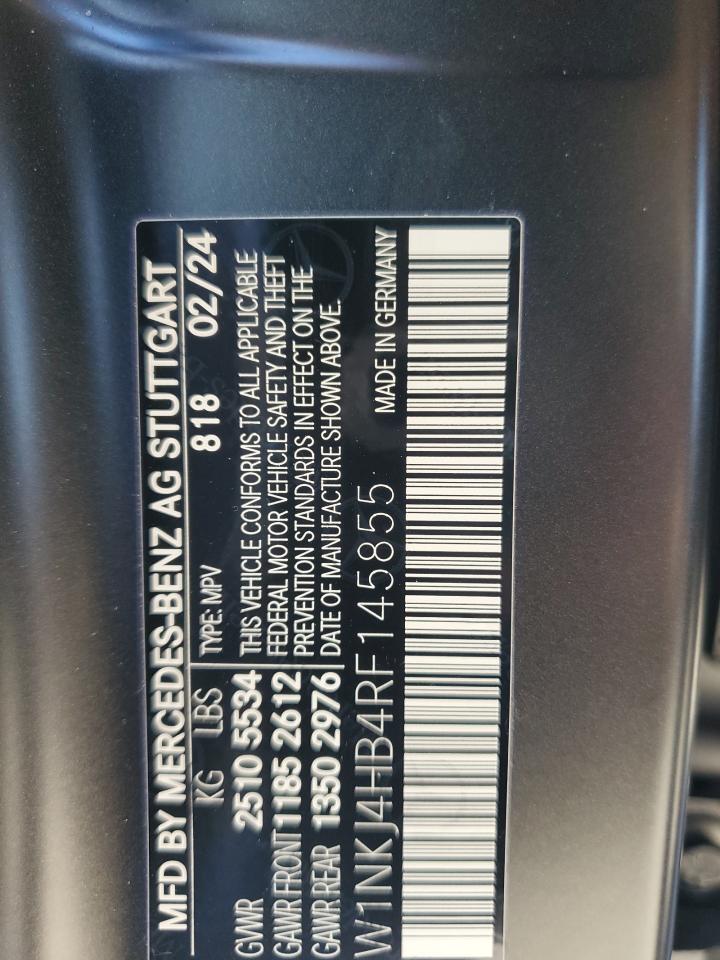 MFD BY MERCEDES-BENZ AG STUTTGART
KG LBS TYPE: MPV 818 02/24
GVWR 2510 5534 THIS VEHICLE CONFORMS TO ALL APPLICABLE
GAWR FRONT 1185 2612 FEDERAL MOTOR VEHICLE SAFETY AND THEFT
GAWR REAR 1350 2976 PREVENTION STANDARDS IN EFFECT ON THE
DATE OF MANUFACTURE SHOWN ABOVE.
W1NKJ4HB4RF145855 MADE IN GERMANY